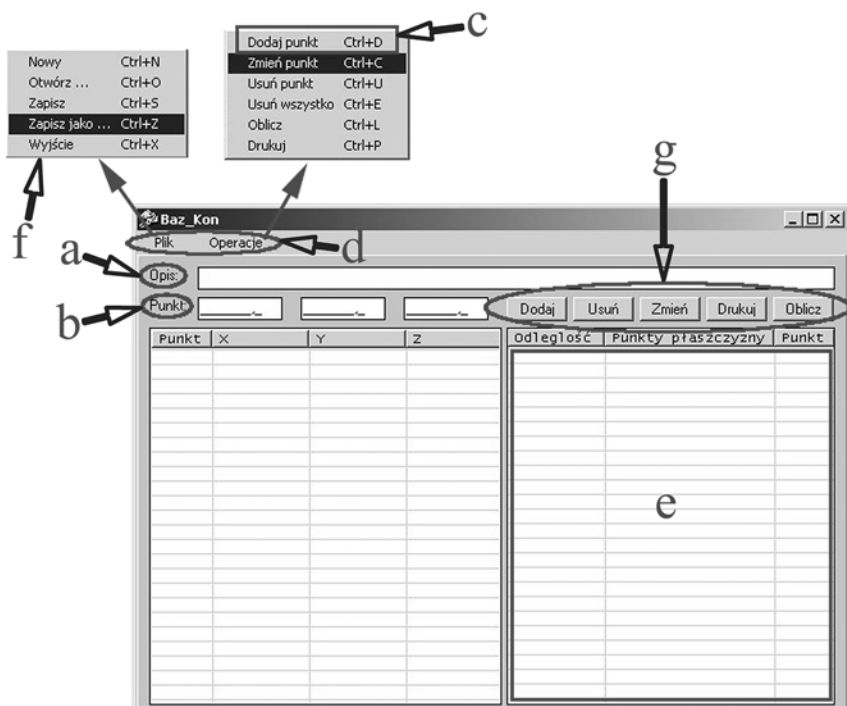 c
Dodaj punkt Ctrl+D
Zmień punkt Ctrl+C
Usuń punkt Ctrl+U
Usuń wszystko Ctrl+E
Oblicz Ctrl+L
Drukuj Ctrl+P
Nowy Ctrl+N
Otwórz ... Ctrl+O
Zapisz Ctrl+S
Zapisz jako ... Ctrl+Z
Wyjście Ctrl+X
g
f
Baz_Kon
Plik Operacje
d
a
Opis:
b
Punkt:
Dodaj Usuń Zmień Drukuj Oblicz
Punkt X Y Z
Odleglość Punkty płaszczyzny Punkt
e